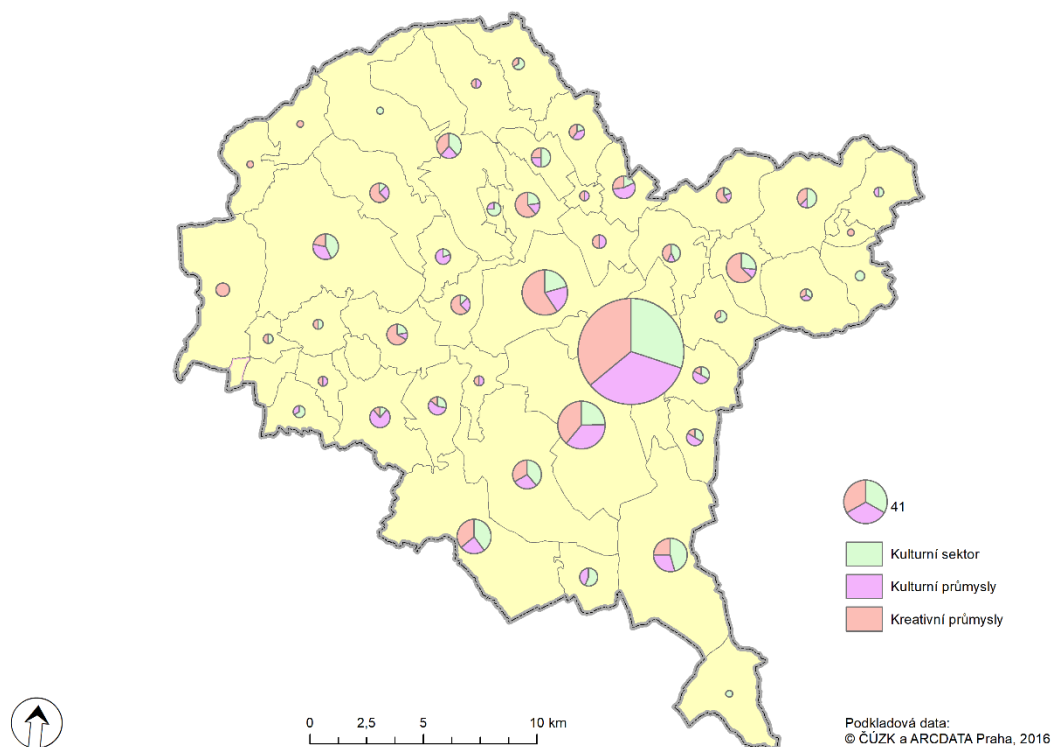 41
Kulturní sektor
Kulturní průmysly
Kreativní průmysly
0 2,5 5 10 km
Podkladová data:
© ČÚZK a ARCDATA Praha, 2016